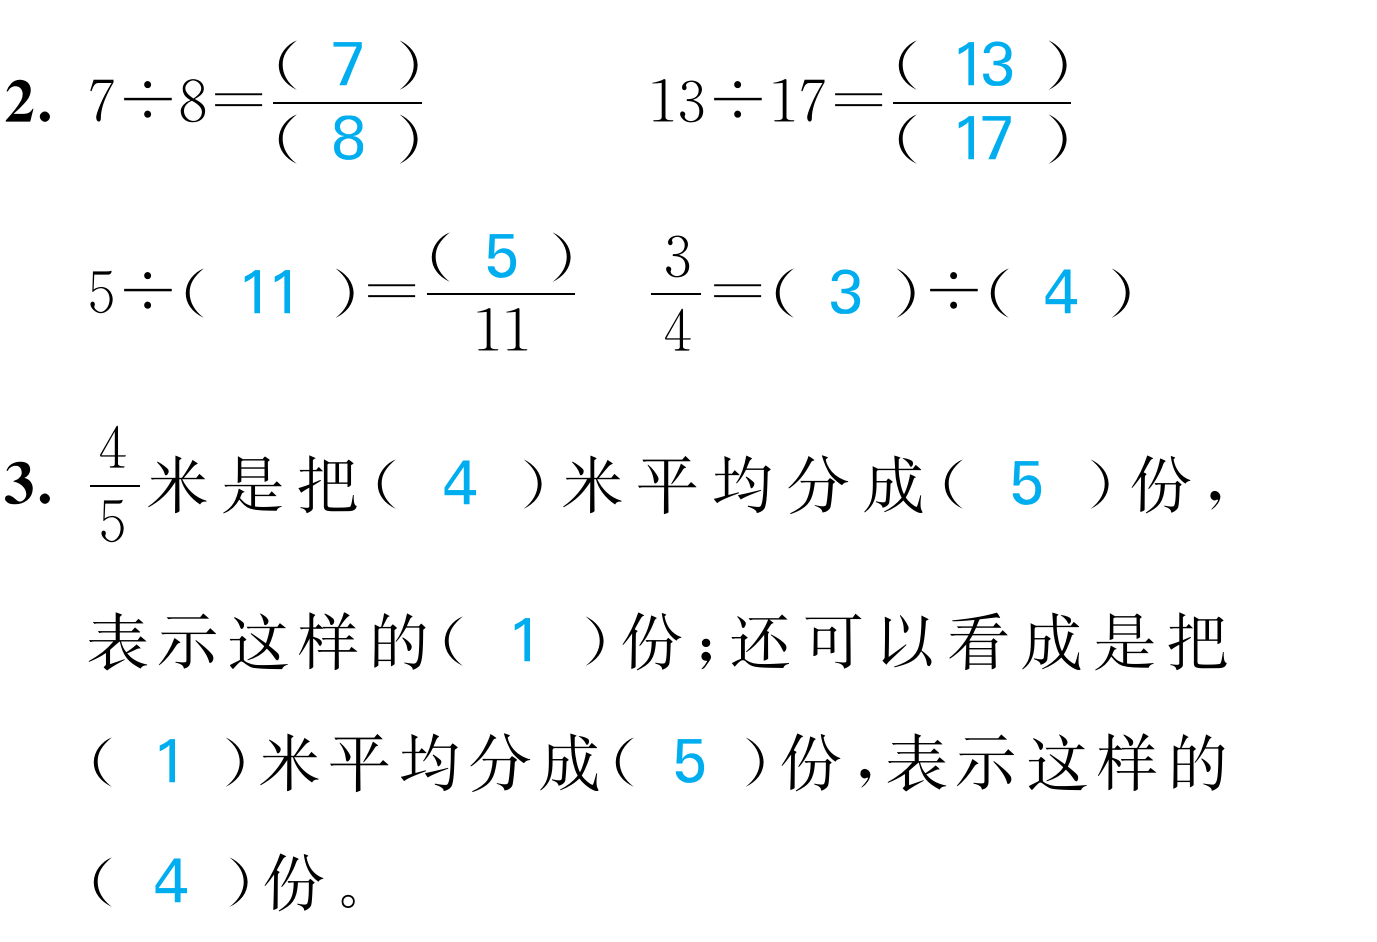 2. 7÷8=( 7 )/( 8 ) 13÷17=( 13 )/( 17 )
5÷( 11 )=( 5 )/11 3/4=( 3 )÷( 4 )
3. 4/5米是把( 4 )米平均分成( 5 )份,
表示这样的( 1 )份;还可以看成是把
( 1 )米平均分成( 5 )份,表示这样的
( 4 )份。